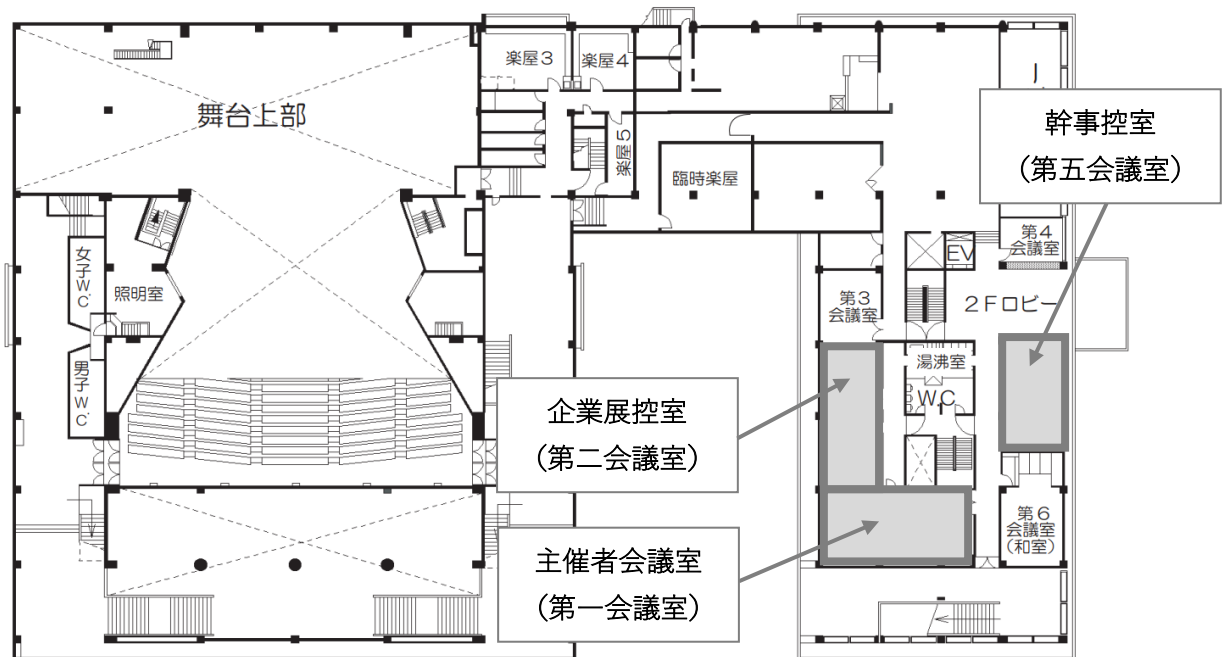 楽屋3
楽屋4
J
舞台上部
楽屋5
幹事控室
(第五会議室)
臨時楽屋
第4
会議室
EV
女子W.C.
照明室
第3
会議室
2Fロビー
男子W.C.
湯沸室
W.C
企業展控室
(第二会議室)
第6
会議室
(和室)
主催者会議室
(第一会議室)